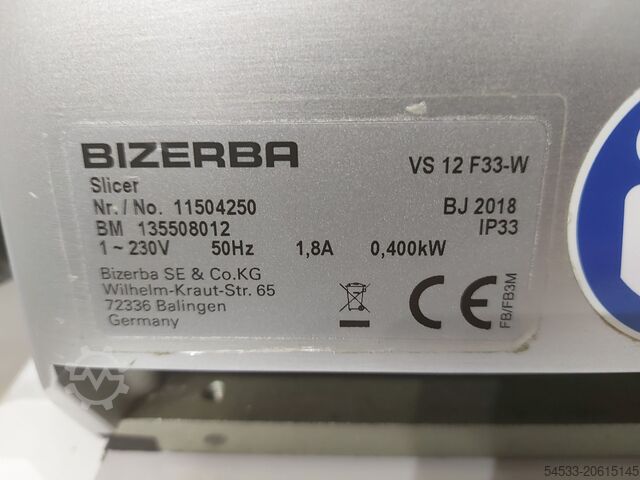 BIZERBA VS 12 F33-W
Slicer
Nr. / No. 11504250 BJ 2018
BM 135508012 IP33
1 ~ 230V 50Hz 1,8A 0,400kW
Bizerba SE & Co.KG
Wilhelm-Kraut-Str. 65
72336 Balingen
Germany
CE
FB/FB3M
54533-20615145